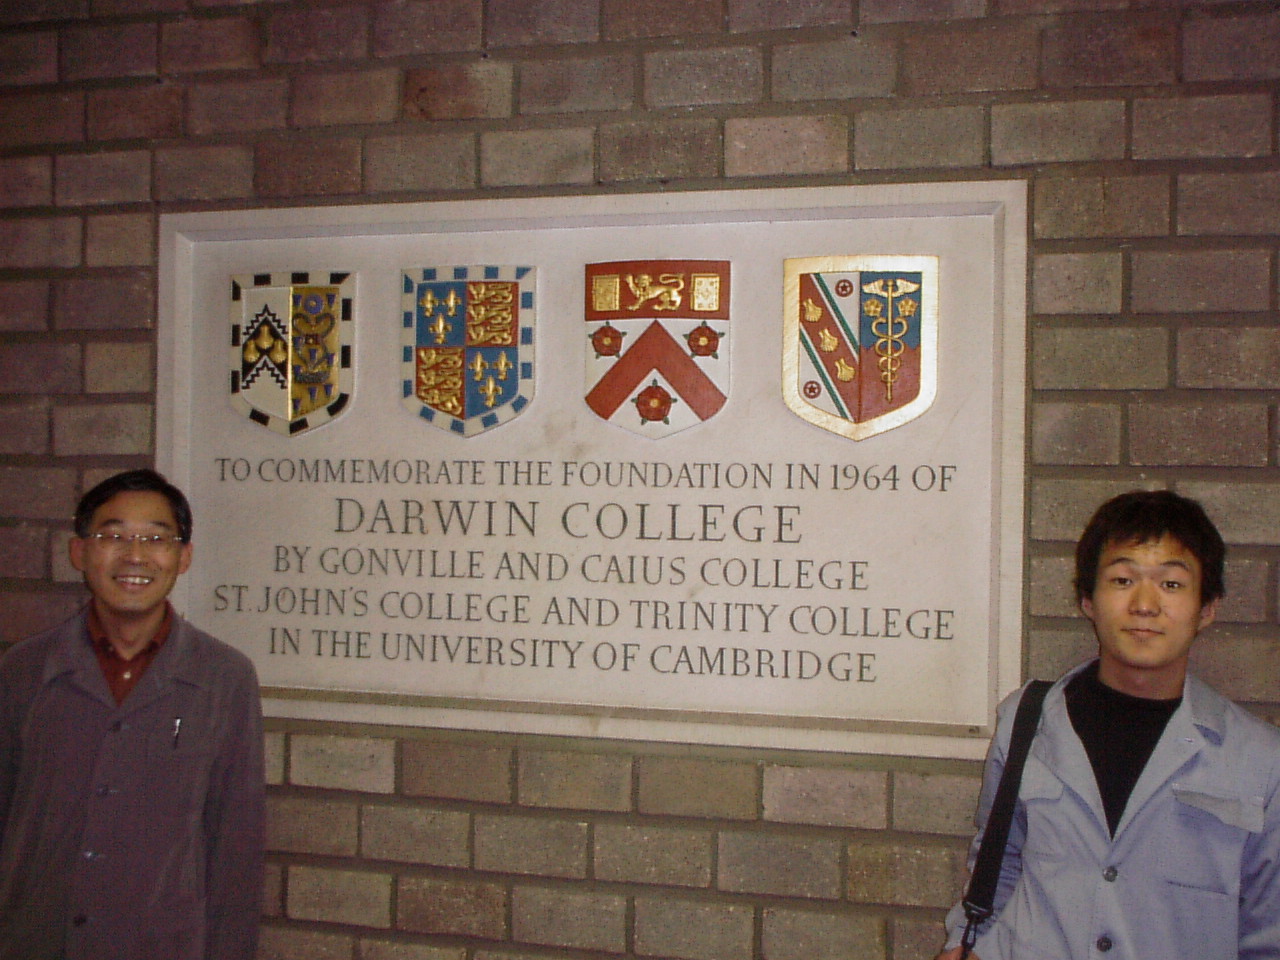 TO COMMEMORATE THE FOUNDATION IN 1964 OF
DARWIN COLLEGE
BY GONVILLE AND CAIUS COLLEGE
ST. JOHN'S COLLEGE AND TRINITY COLLEGE
IN THE UNIVERSITY OF CAMBRIDGE